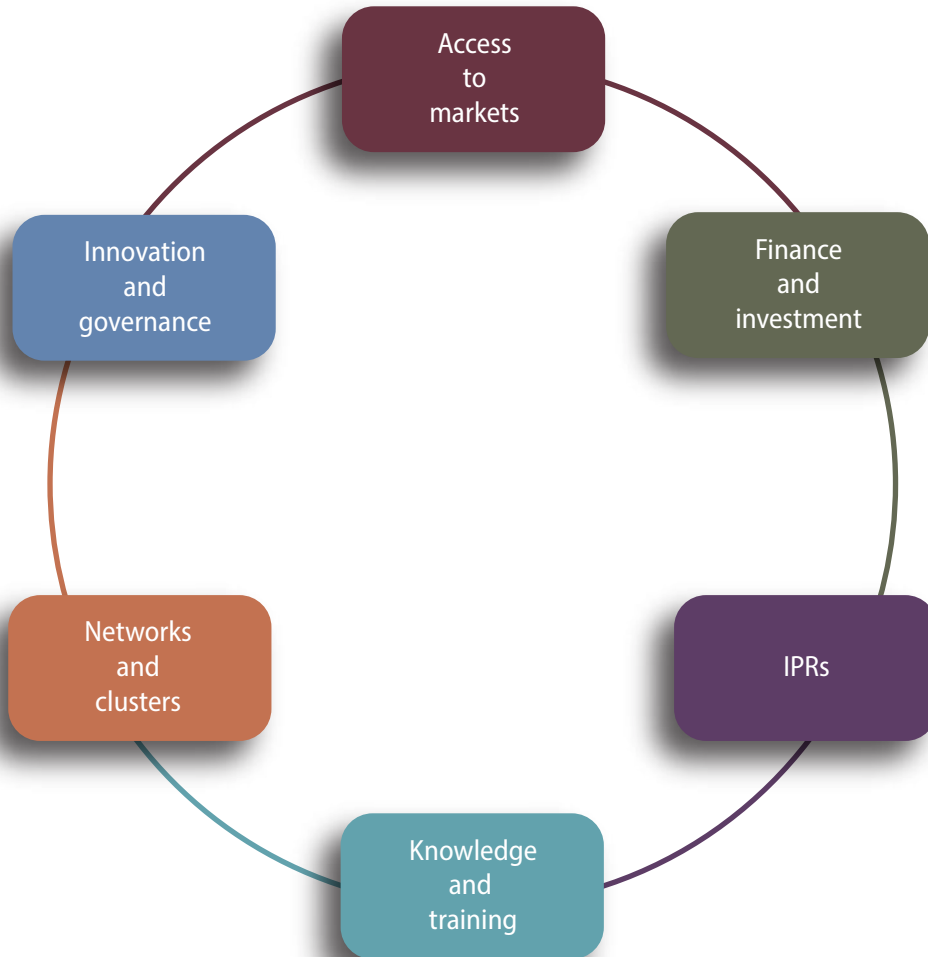 Access
to
markets
Finance
and
investment
IPRs
Knowledge
and
training
Networks
and
clusters
Innovation
and
governance